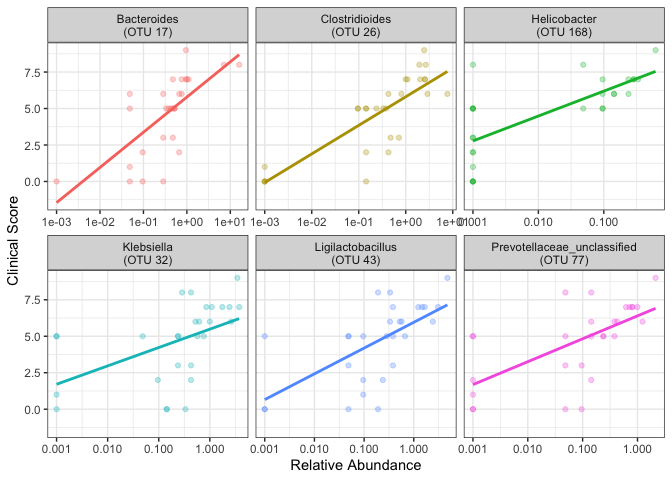 Bacteroides
(OTU 17)
Clostridioides
(OTU 26)
Helicobacter
(OTU 168)
7.5
5.0
2.5
0.0
1e-03 1e-02 1e-01 1e+00 1e+01
1e-03 1e-02 1e-01 1e+00
0.010 0.100
Klebsiella
(OTU 32)
Ligilactobacillus
(OTU 43)
Prevotellaceae_unclassified
(OTU 77)
7.5
5.0
2.5
0.0
0.001 0.010 0.100 1.000
0.001 0.010 0.100 1.000
0.001 0.010 0.100 1.000
Relative Abundance
Clinical Score